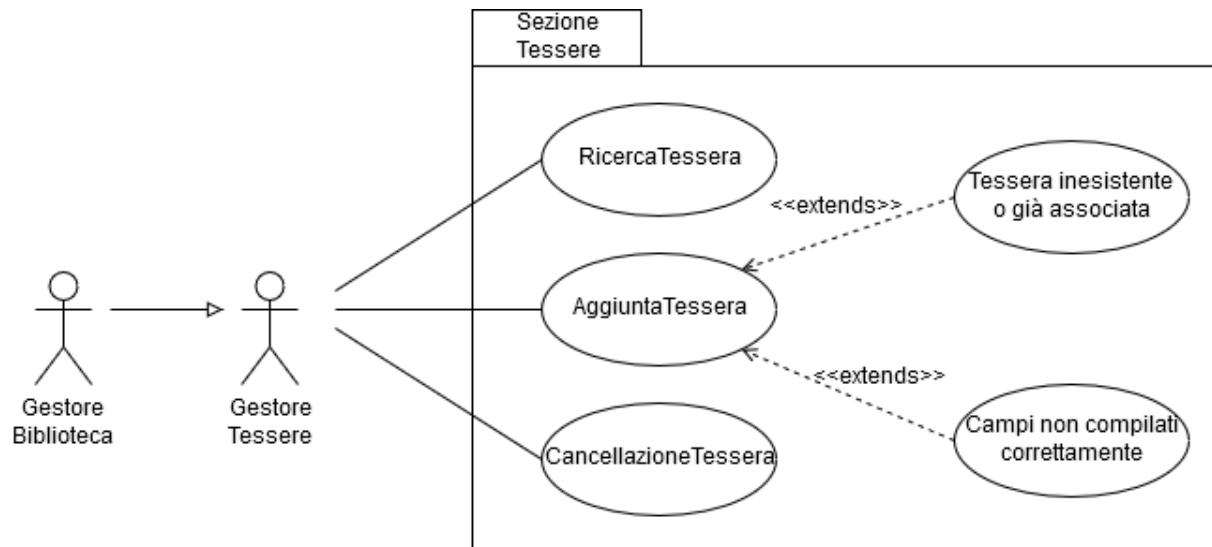 Sezione
Tessere
RicercaTessera
Tessera inesistente
o già associata
<<extends>>
AggiuntaTessera
<<extends>>
Gestore
Biblioteca
Gestore
Tessere
Campi non compilati
correttamente
CancellazioneTessera